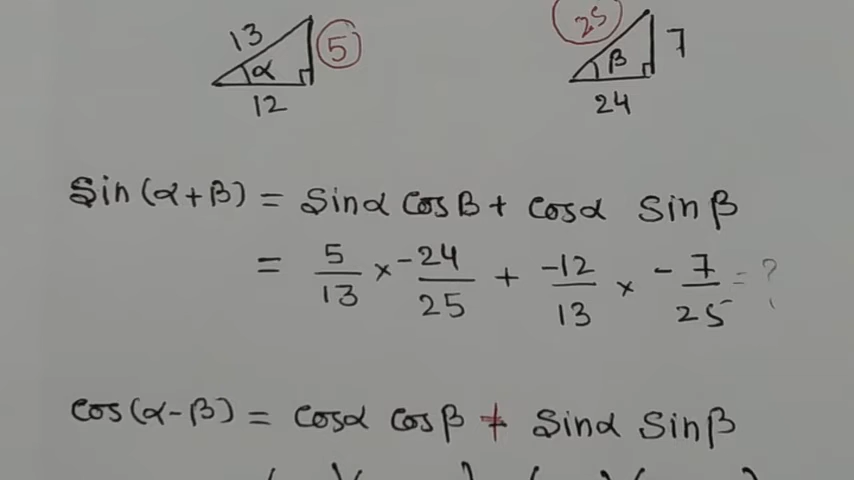 13 5 25 7
α β
12 24
Sin (α+β) = Sinα Cosβ + Cosα Sinβ
= 5/13 × -24/25 + -12/13 × -7/25 = ?
Cos(α-β) = Cosα Cosβ + Sinα Sinβ